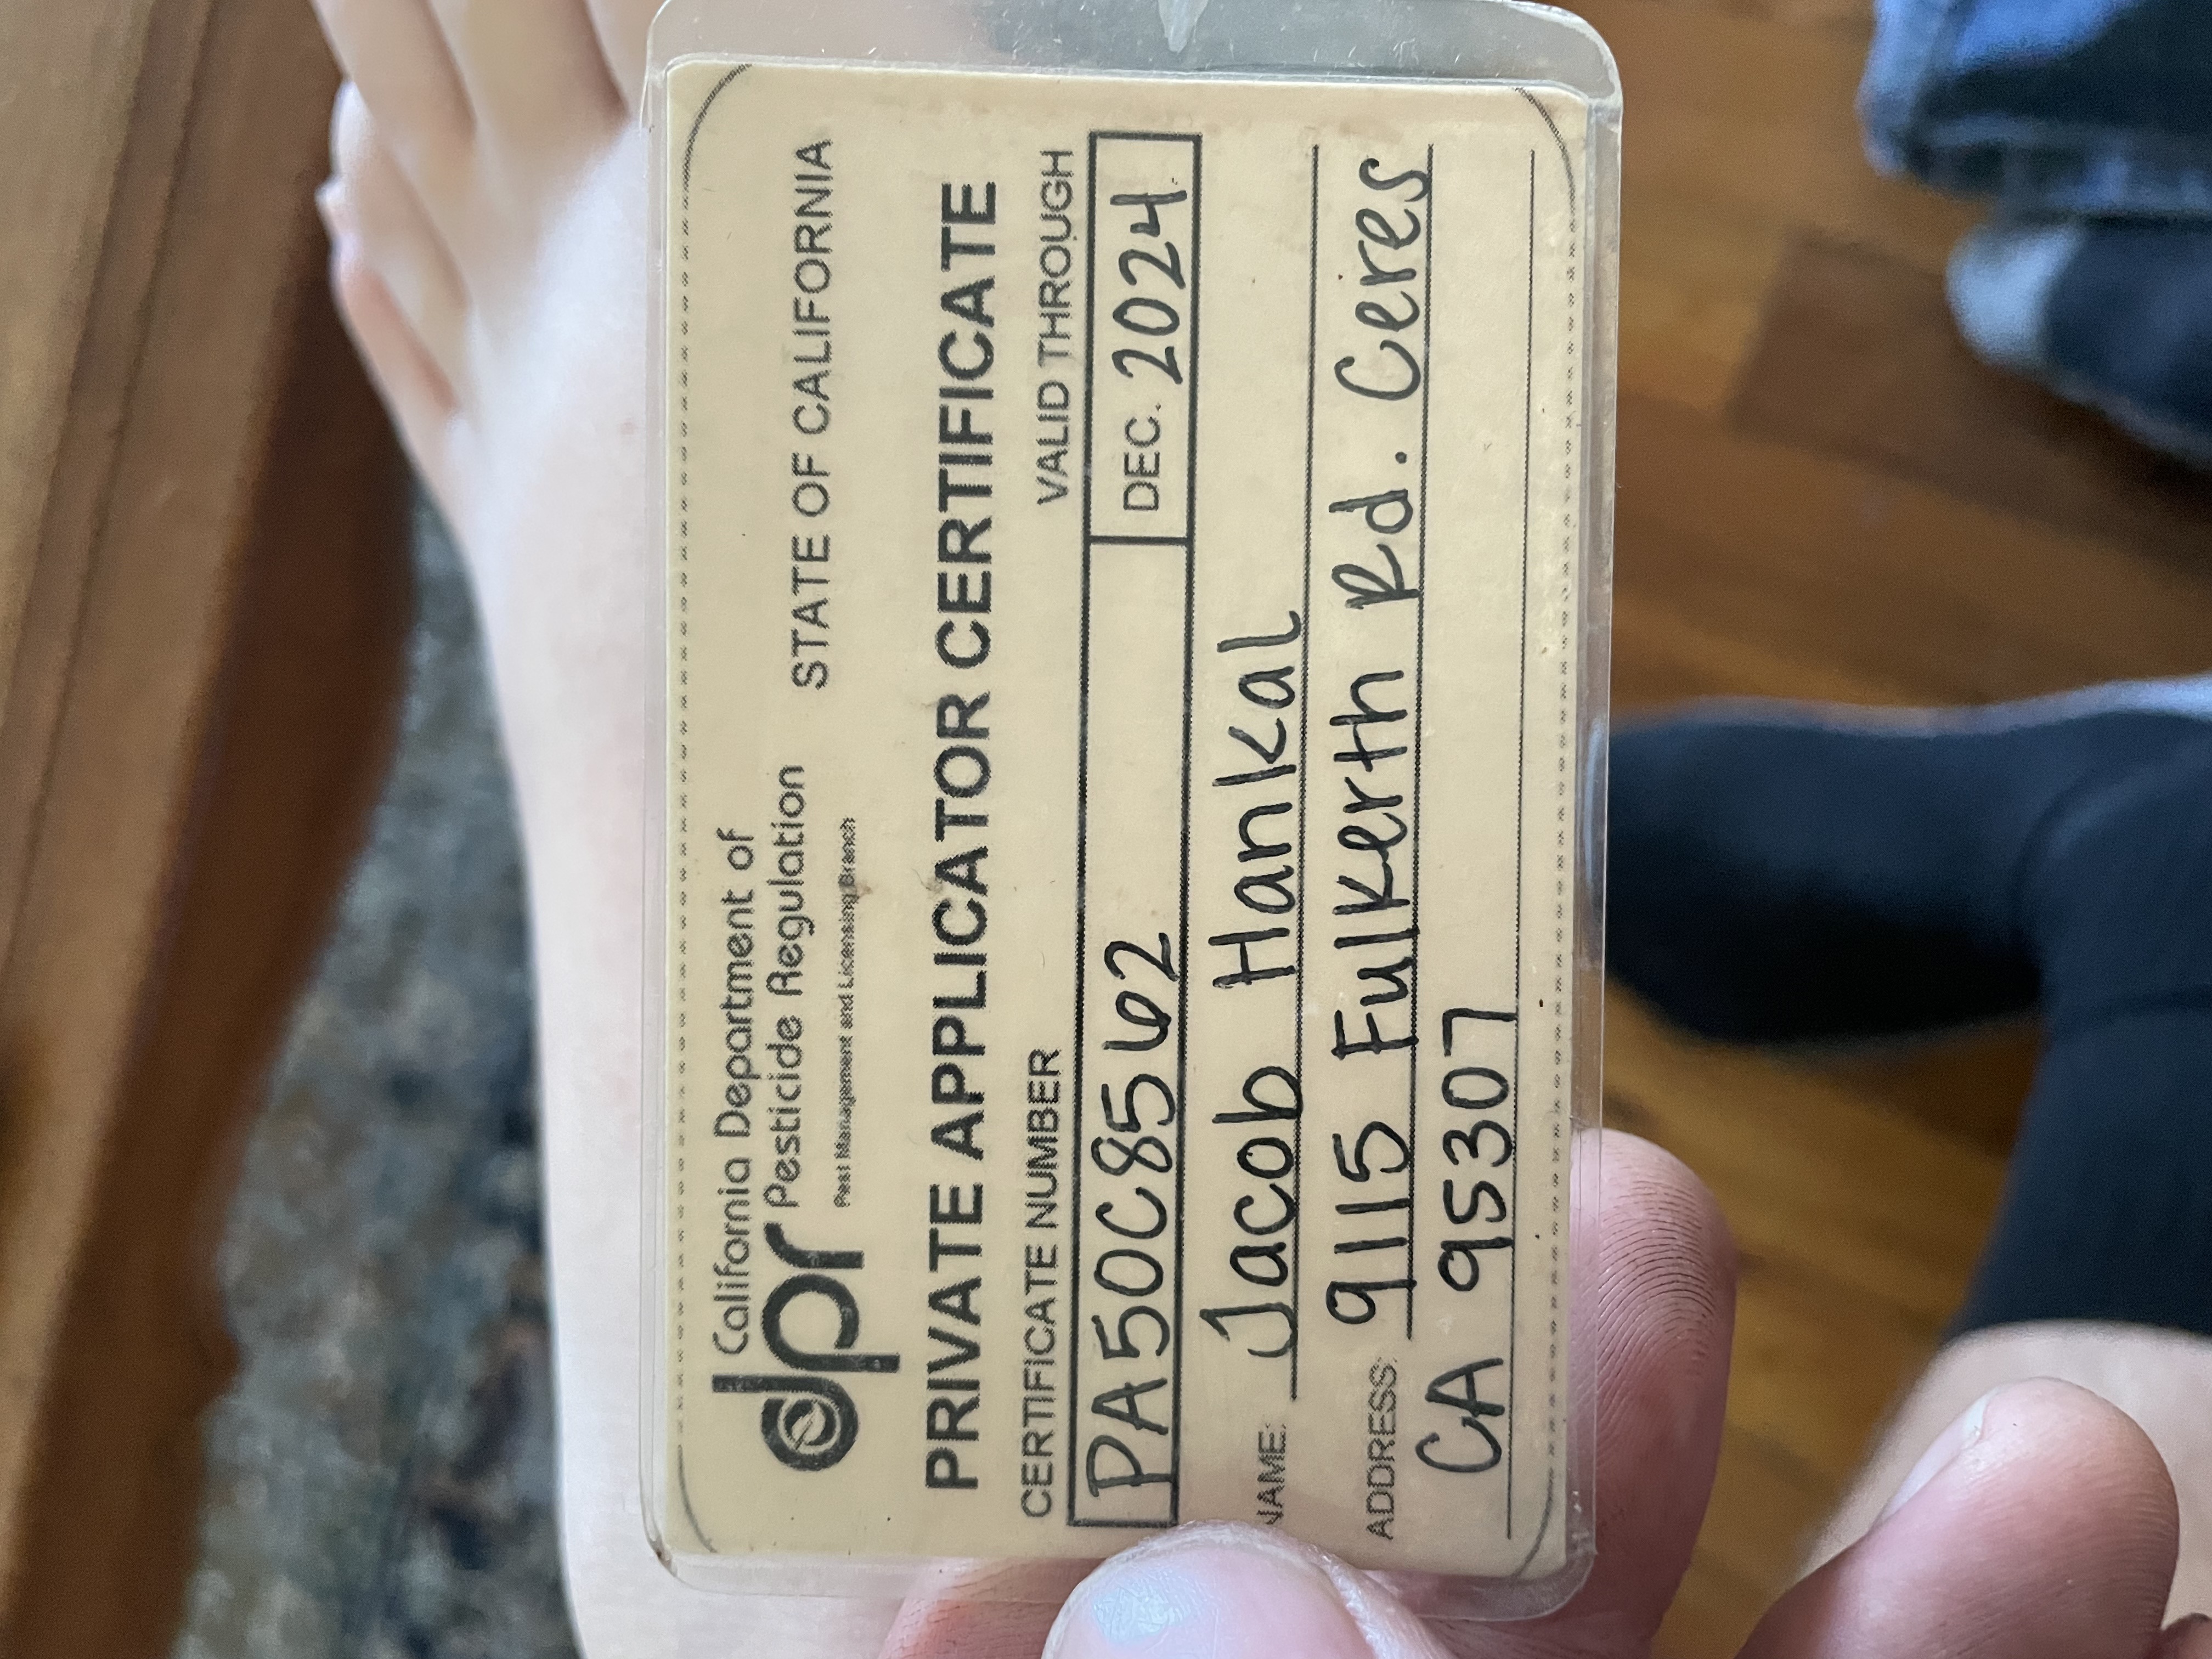 California Department of
dpr Pesticide Regulation STATE OF CALIFORNIA
Pest Management and Licensing Branch
PRIVATE APPLICATOR CERTIFICATE
CERTIFICATE NUMBER VALID THROUGH
PA50C8562 DEC. 2024
NAME: Jacob Hankal
ADDRESS: 9115 Fulkerth Rd. Ceres
CA 95307